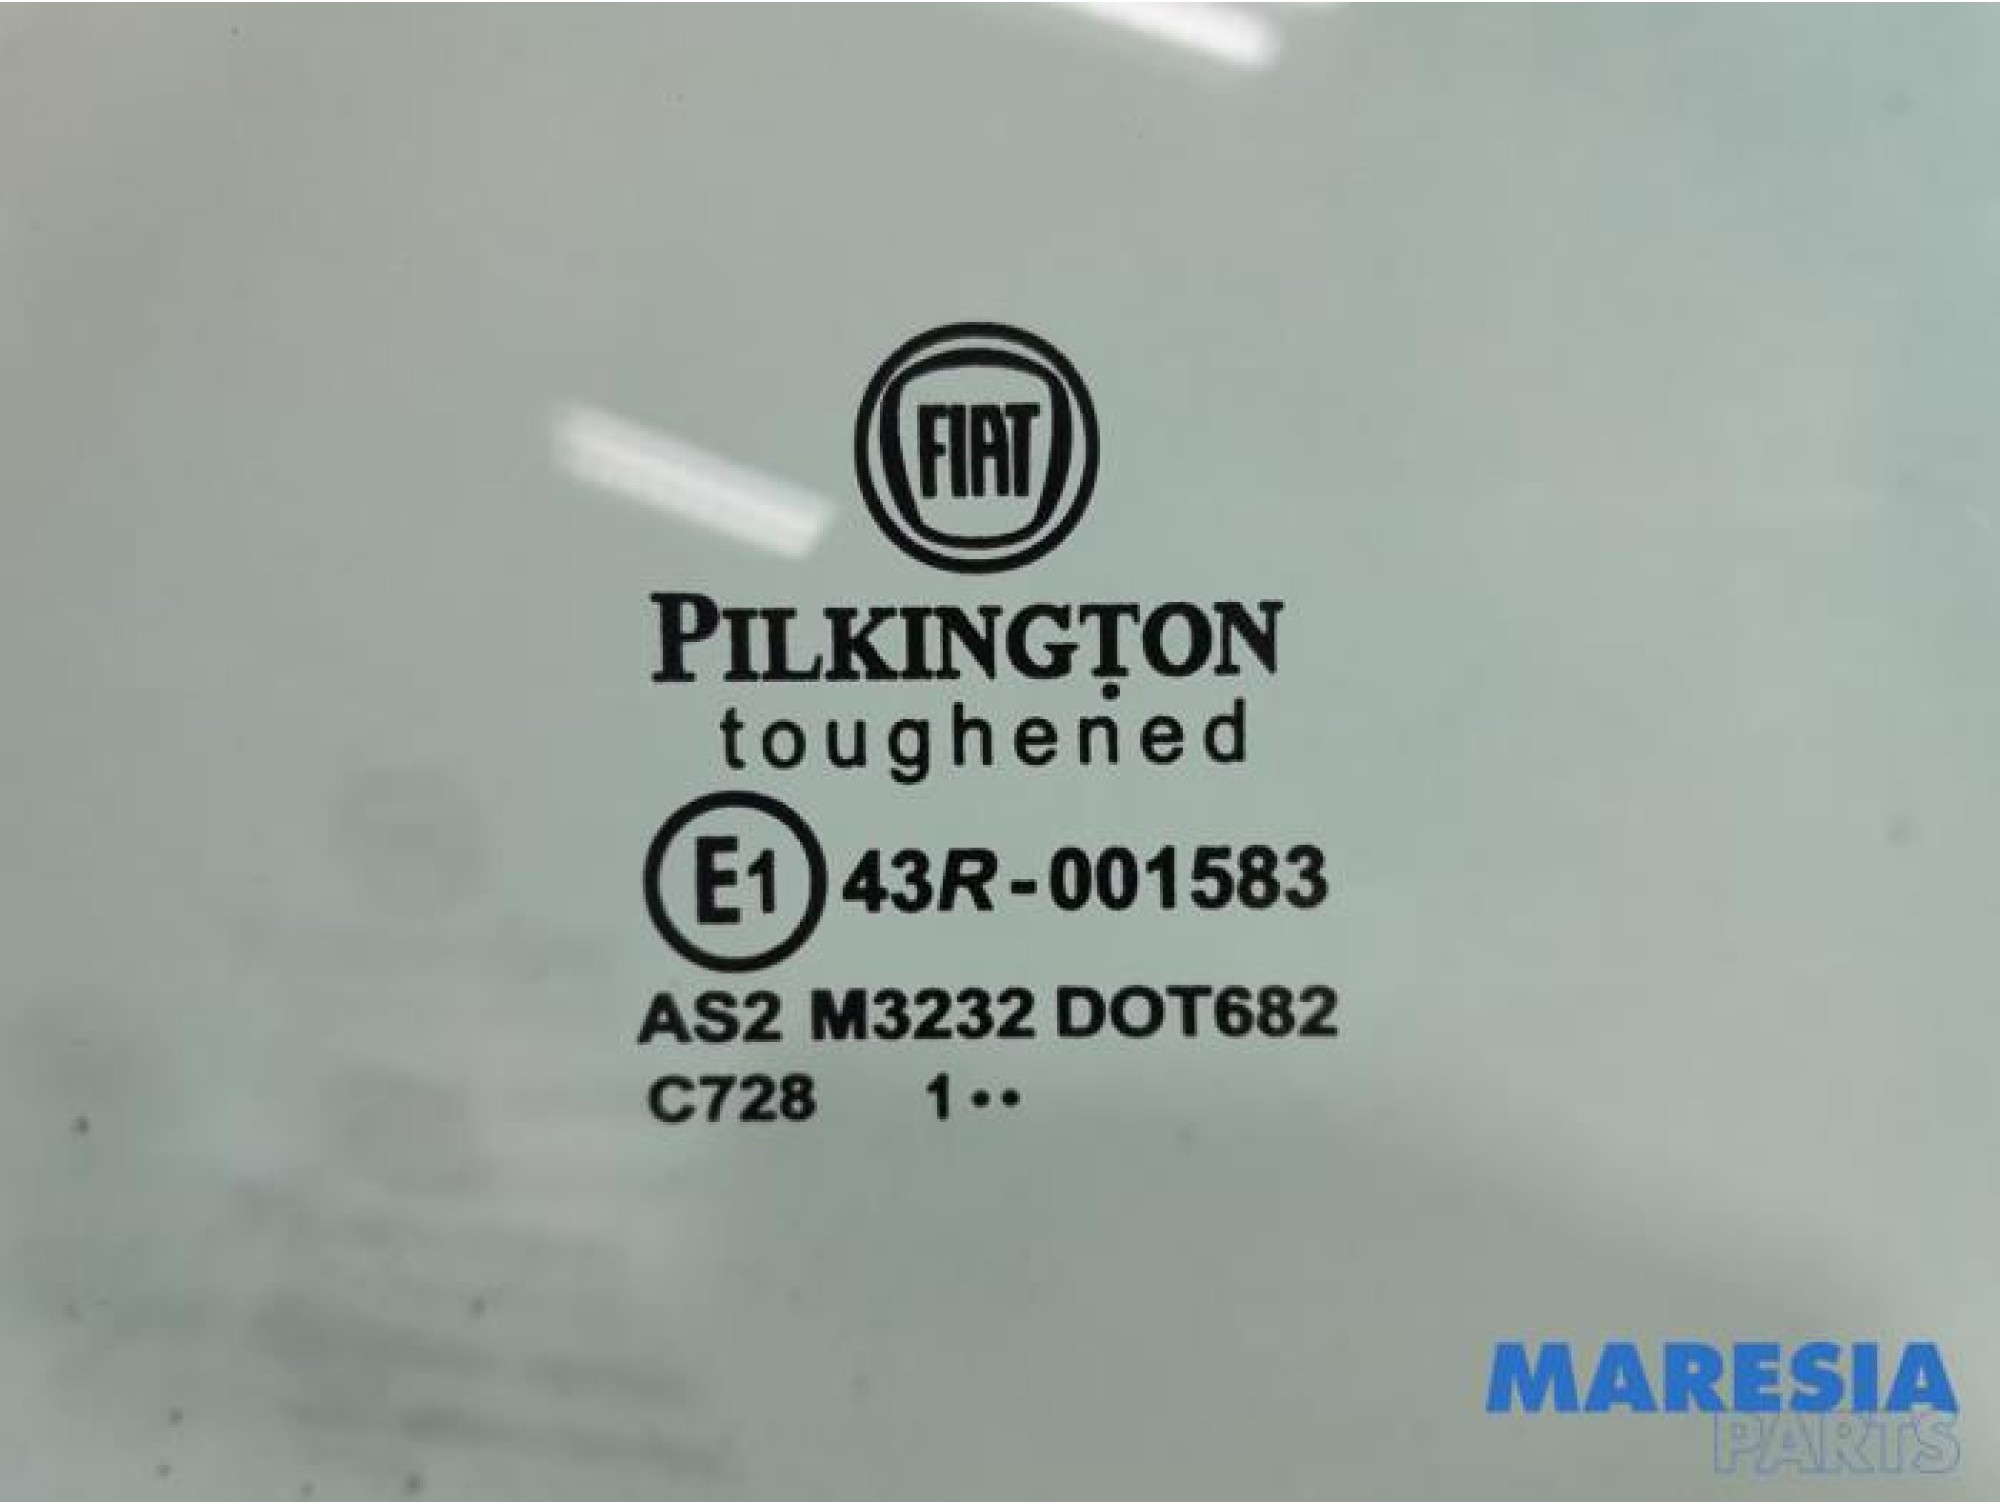 FIAT
PILKINGTON
toughened
E1 43R-001583
AS2 M3232 DOT682
C728 1••
MARESIA
PARTS